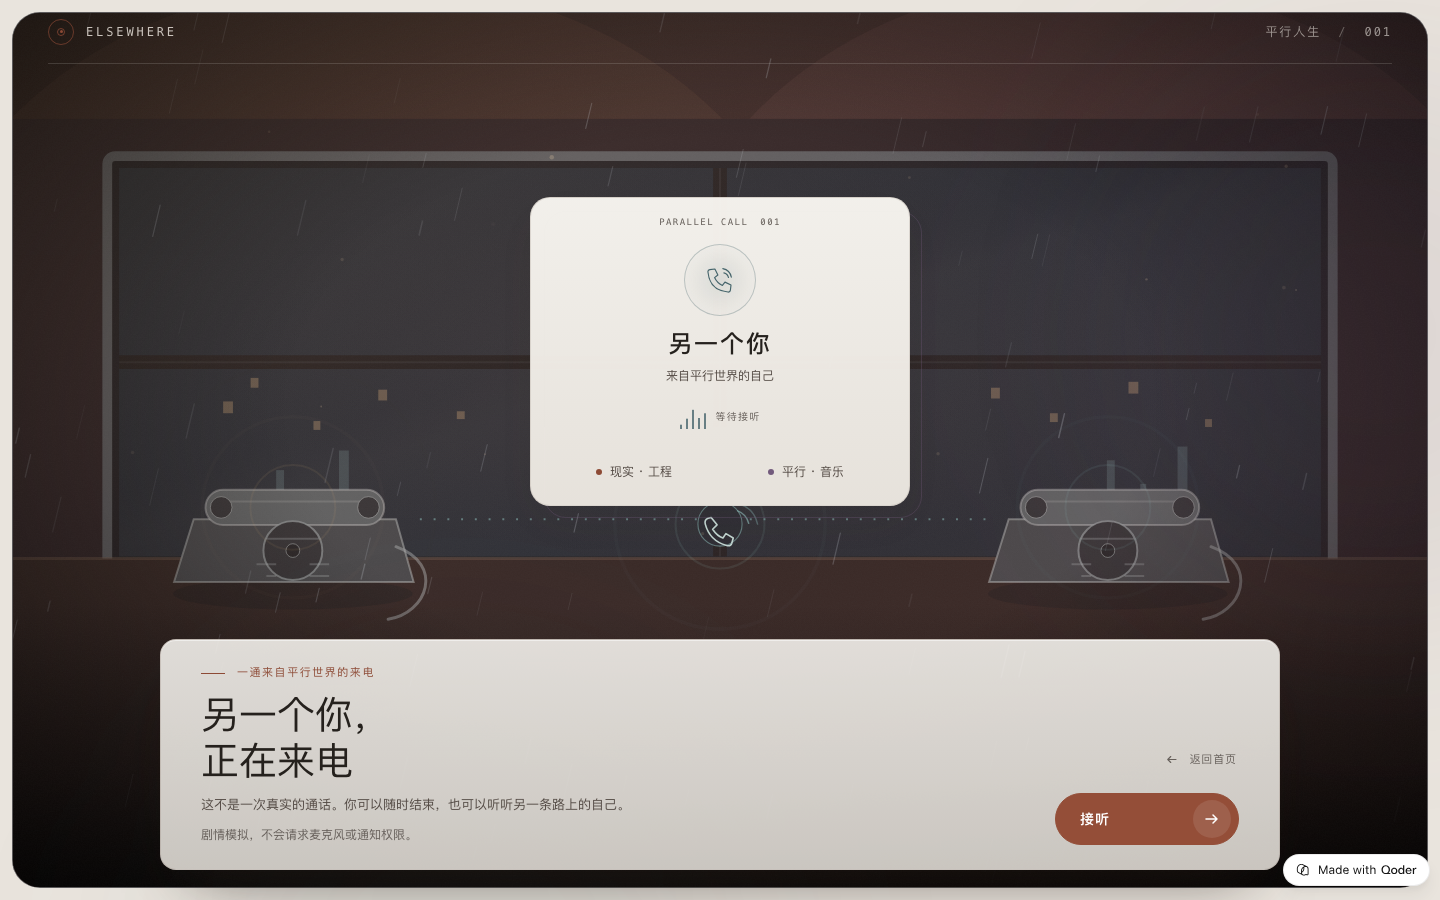 ELSEWHERE
平行人生 / 001
PARALLEL CALL 001
另一个你
来自平行世界的自己
等待接听
现实 · 工程
平行 · 音乐
一通来自平行世界的来电
另一个你，
正在来电
这不是一次真实的通话。你可以随时结束，也可以听听另一条路上的自己。
剧情模拟，不会请求麦克风或通知权限。
← 返回首页
接听 →
Made with Qoder